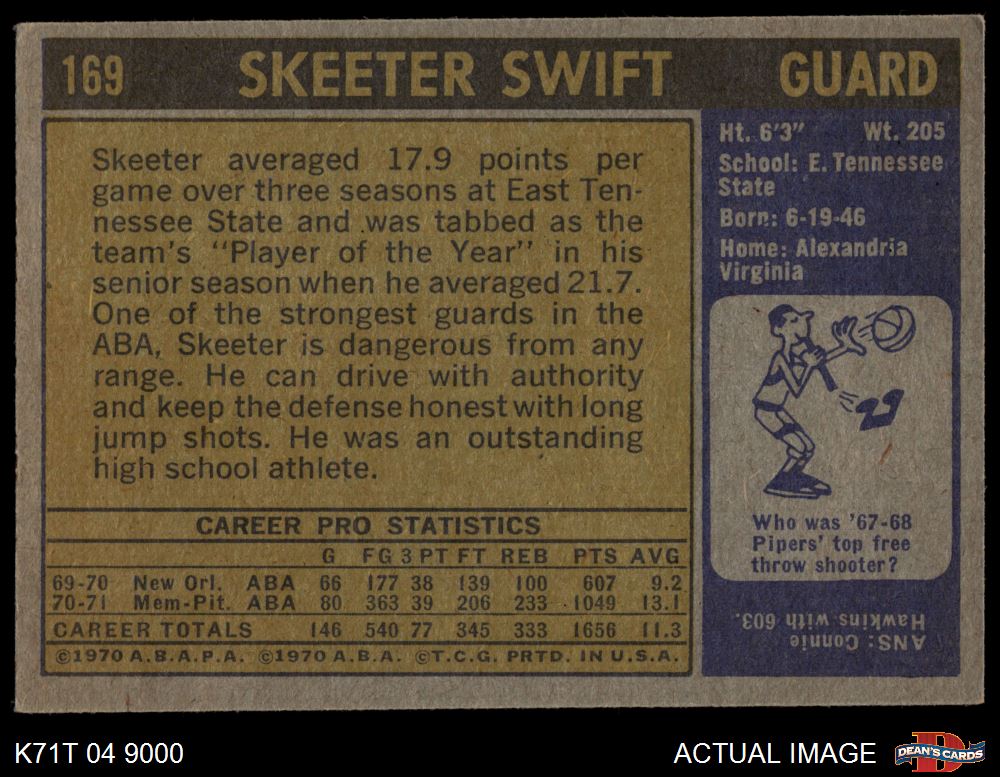 169 SKEETER SWIFT GUARD
Skeeter averaged 17.9 points per
game over three seasons at East Ten-
nessee State and was tabbed as the
team's "Player of the Year" in his
senior season when he averaged 21.7.
One of the strongest guards in the
ABA, Skeeter is dangerous from any
range. He can drive with authority
and keep the defense honest with long
jump shots. He was an outstanding
high school athlete.
CAREER PRO STATISTICS
G FG 3 PT FT REB PTS AVG
69-70 New Orl. ABA 66 177 38 139 100 607 9.2
70-71 Mem-Pit. ABA 80 363 39 206 233 1049 13.1
CAREER TOTALS 146 540 77 345 333 1656 11.3
©1970 A.B.A.P.A. ©1970 A.B.A. ©T.C.G. PRTD. IN U.S.A.
Ht. 6'3" Wt. 205
School: E. Tennessee
State
Born: 6-19-46
Home: Alexandria
Virginia
Who was '67-68
Pipers' top free
throw shooter?
ANS: Connie
Hawkins with 603.
K71T 04 9000 ACTUAL IMAGE
D
DEAN'S CARDS